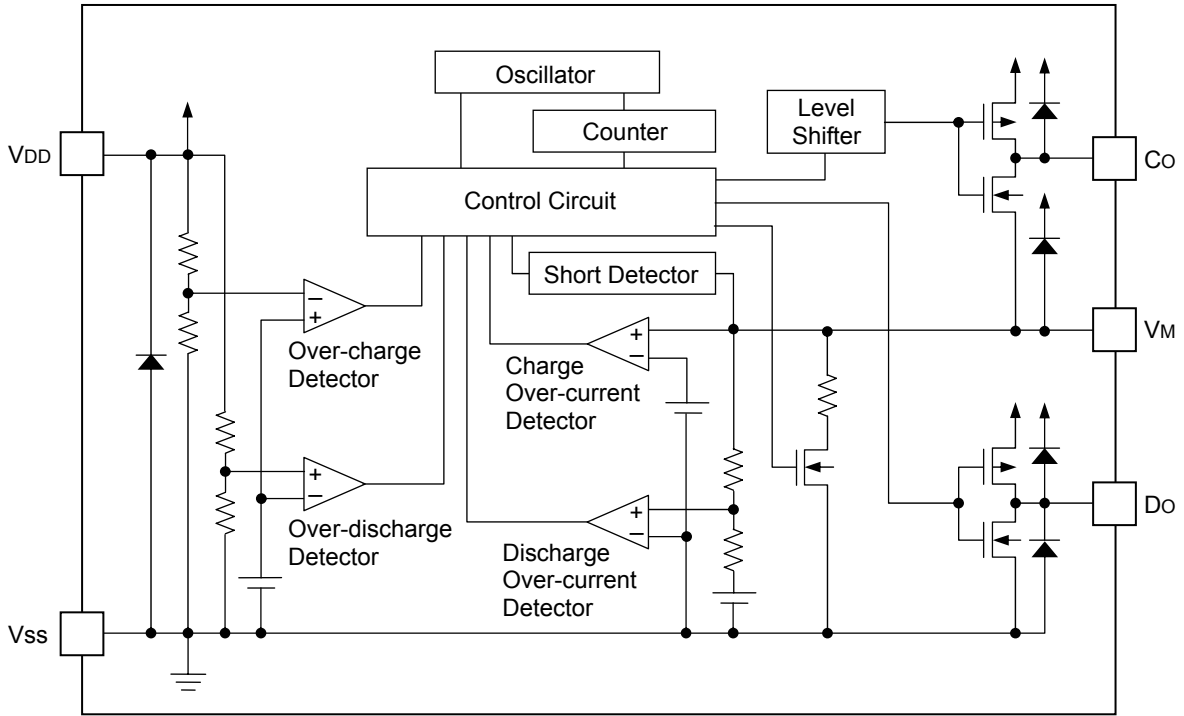 Oscillator
Counter
Level
Shifter
VDD
Co
Control Circuit
Short Detector
−
+
Over-charge
Detector
+
−
Charge
Over-current
Detector
VM
+
−
Over-discharge
Detector
+
−
Discharge
Over-current
Detector
Do
Vss